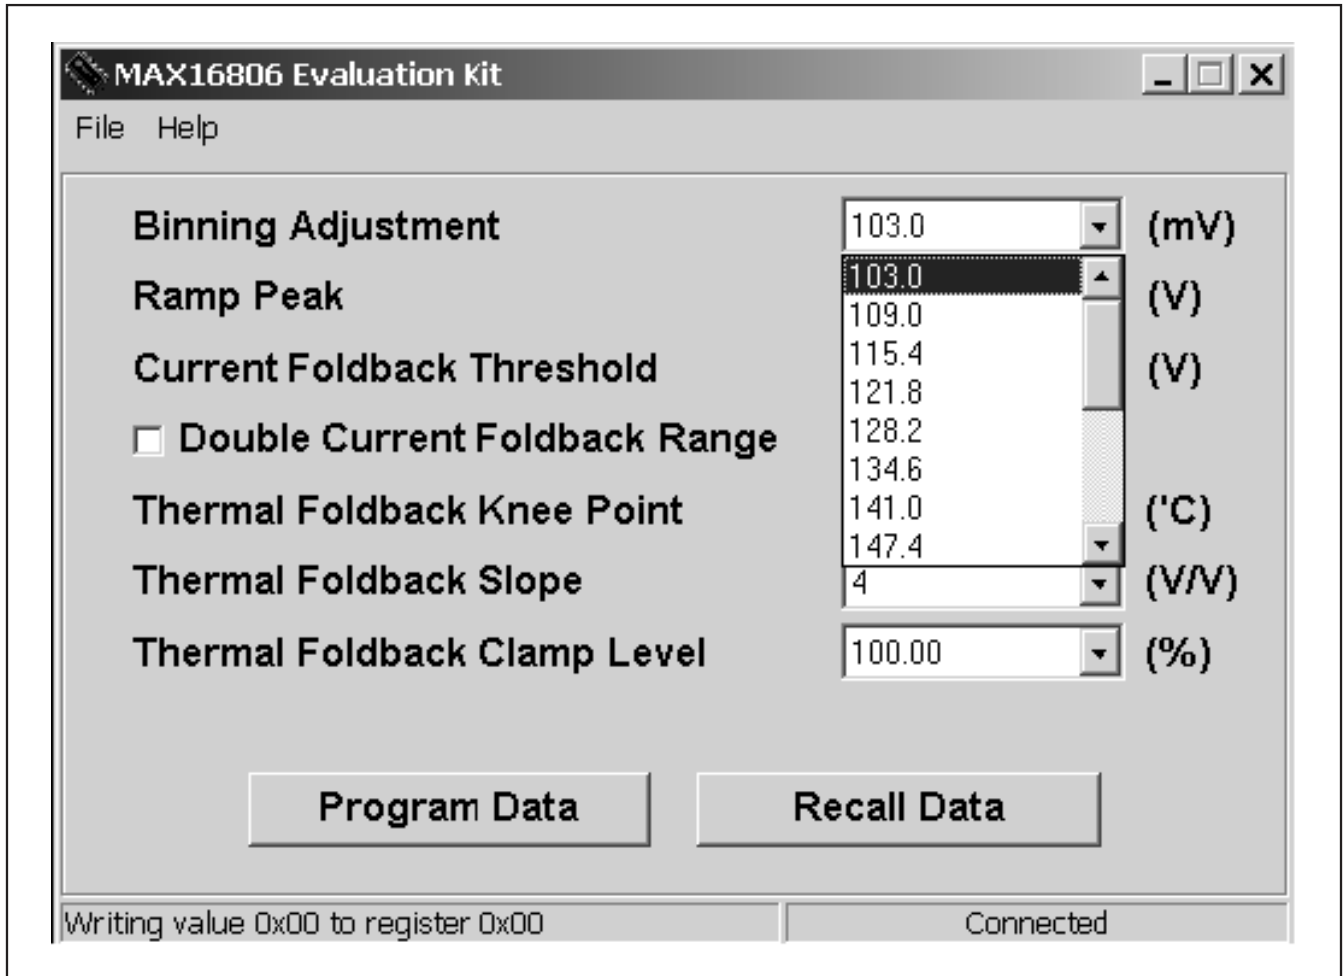 MAX16806 Evaluation Kit
File Help
Binning Adjustment 103.0 (mV)
103.0
Ramp Peak (V)
109.0
115.4
Current Foldback Threshold (V)
121.8
128.2
Double Current Foldback Range
134.6
141.0
Thermal Foldback Knee Point ('C)
147.4
Thermal Foldback Slope 4 (V/V)
Thermal Foldback Clamp Level 100.00 (%)
Program Data Recall Data
Writing value 0x00 to register 0x00 Connected